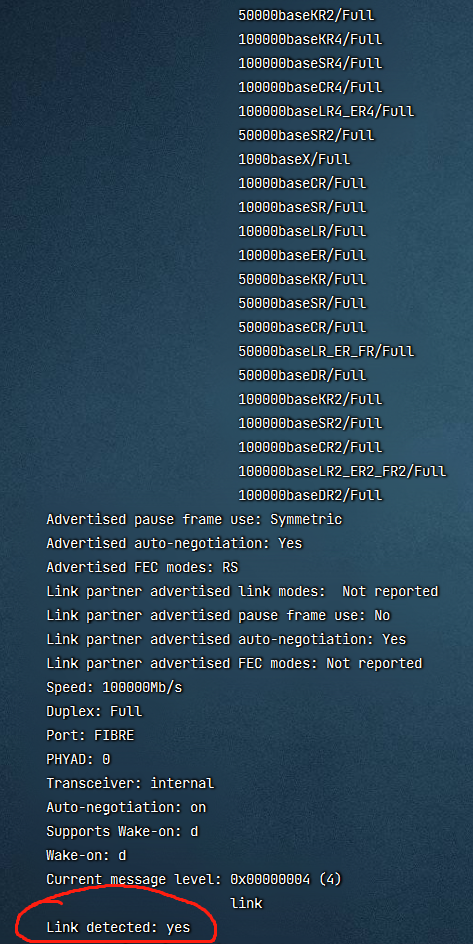 50000baseKR2/Full
100000baseKR4/Full
100000baseSR4/Full
100000baseCR4/Full
100000baseLR4_ER4/Full
50000baseSR2/Full
1000baseX/Full
10000baseCR/Full
10000baseSR/Full
10000baseLR/Full
10000baseER/Full
50000baseKR/Full
50000baseSR/Full
50000baseCR/Full
50000baseLR_ER_FR/Full
50000baseDR/Full
100000baseKR2/Full
100000baseSR2/Full
100000baseCR2/Full
100000baseLR2_ER2_FR2/Full
100000baseDR2/Full
Advertised pause frame use: Symmetric
Advertised auto-negotiation: Yes
Advertised FEC modes: RS
Link partner advertised link modes:  Not reported
Link partner advertised pause frame use: No
Link partner advertised auto-negotiation: Yes
Link partner advertised FEC modes: Not reported
Speed: 100000Mb/s
Duplex: Full
Port: FIBRE
PHYAD: 0
Transceiver: internal
Auto-negotiation: on
Supports Wake-on: d
Wake-on: d
Current message level: 0x00000004 (4)
link
Link detected: yes